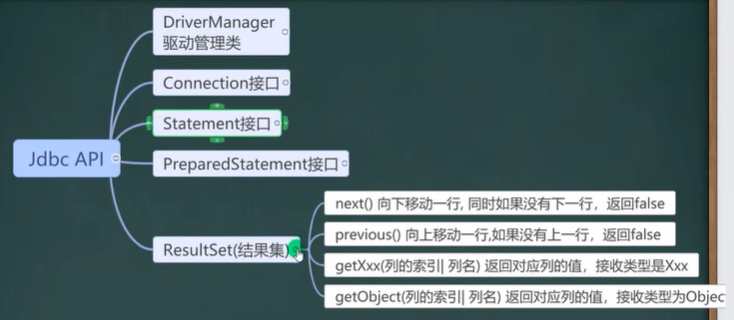 DriverManager
驱动管理类
Connection接口
Statement接口
Jdbc API
PreparedStatement接口
ResultSet(结果集)
next() 向下移动一行, 同时如果没有下一行，返回false
previous() 向上移动一行,如果没有上一行，返回false
getXxx(列的索引| 列名) 返回对应列的值，接收类型是Xxx
getObject(列的索引| 列名) 返回对应列的值，接收类型为Objec